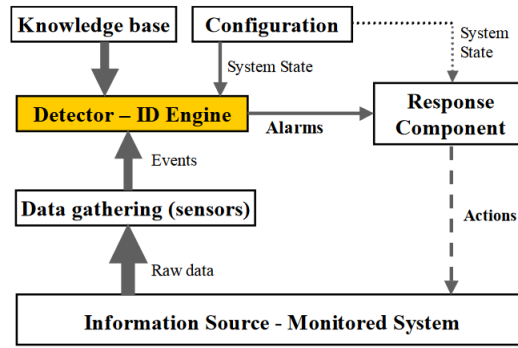 Knowledge base
Configuration
System State
System
State
Detector – ID Engine
Alarms
Response
Component
Events
Data gathering (sensors)
Actions
Raw data
Information Source - Monitored System